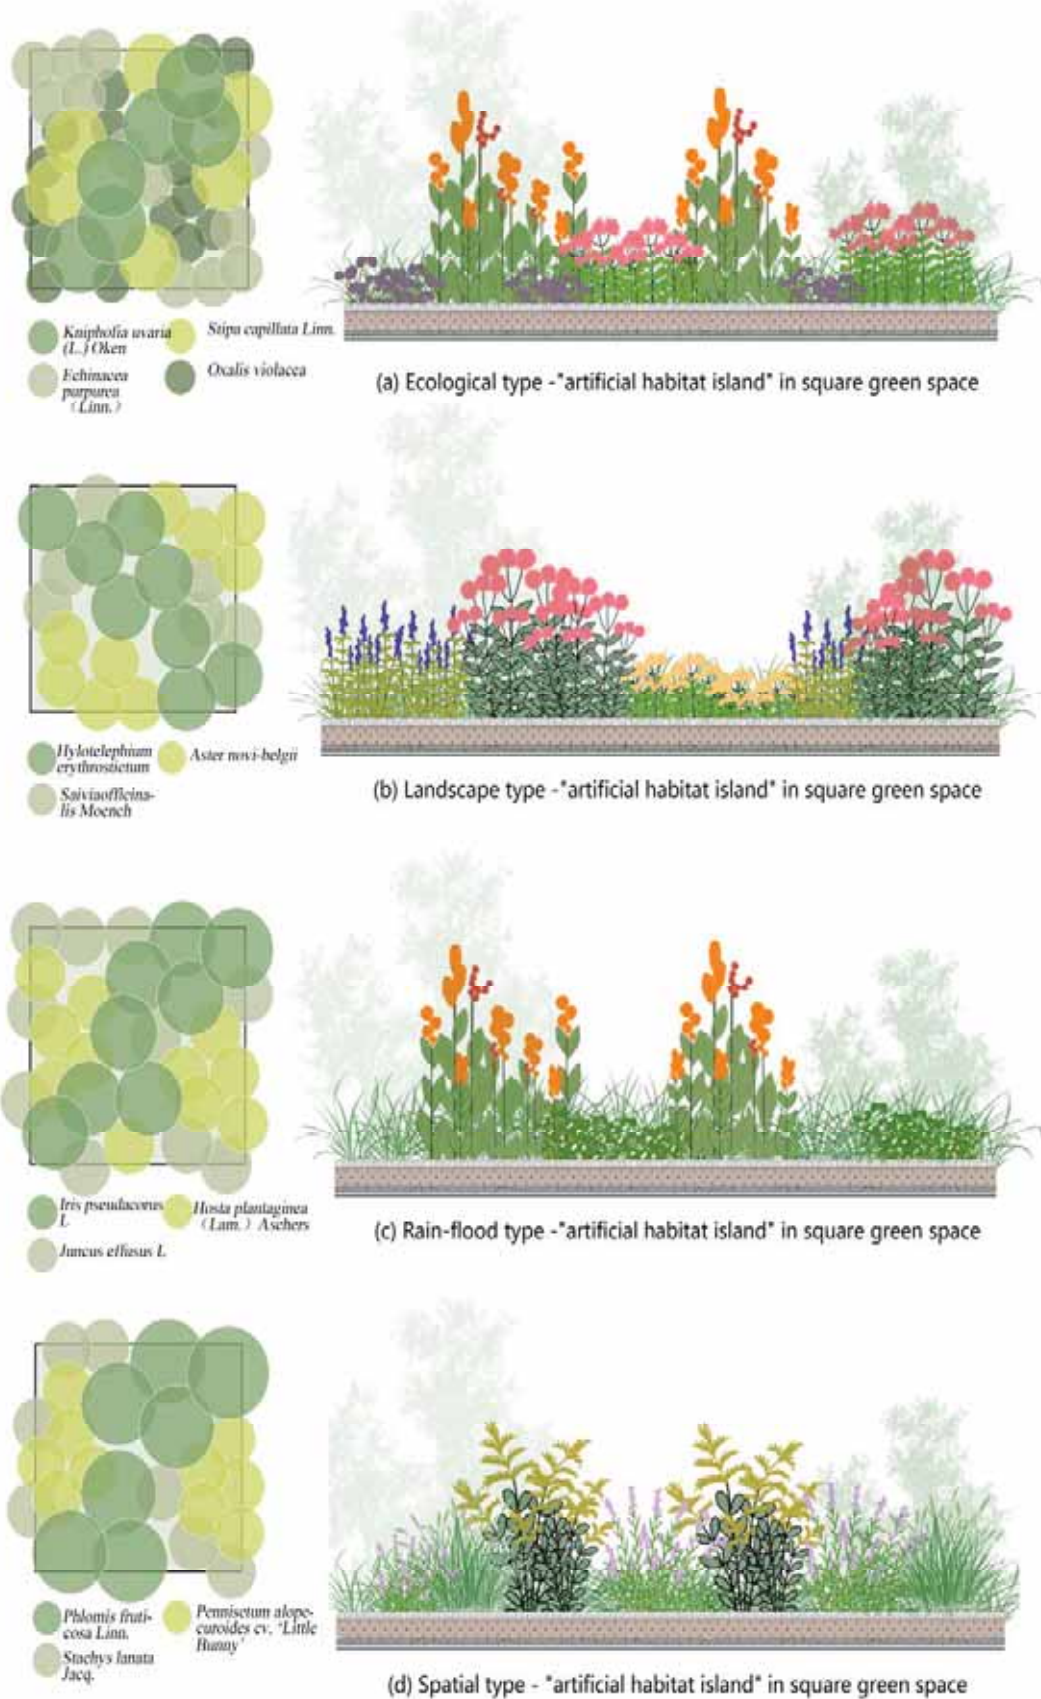 Kniphofia uvaria
(L.) Oken
Stipa capillata Linn.
Echinacea
purpurea
（Linn.）
Oxalis violacea
(a) Ecological type -"artificial habitat island" in square green space
Hylotelephium
erythrostictum
Aster novi-belgii
Saiviaofficina-
lis Moench
(b) Landscape type -"artificial habitat island" in square green space
Iris pseudacorus
L
Hosta plantaginea
（Lam.）Aschers
Juncus effusus L
(c) Rain-flood type -"artificial habitat island" in square green space
Phlomis fruti-
cosa Linn.
Pennisetum alope-
curoides cv. 'Little
Bunny'
Stachys lanata
Jacq.
(d) Spatial type - "artificial habitat island" in square green space